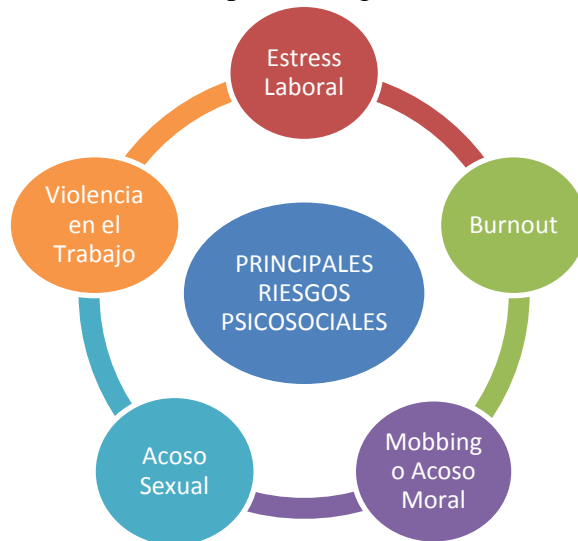 Estress
Laboral
Burnout
Mobbing
o Acoso
Moral
Acoso
Sexual
Violencia
en el
Trabajo
PRINCIPALES
RIESGOS
PSICOSOCIALES